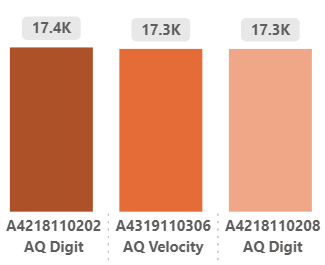 17.4K
17.3K
17.3K
A4218110202
AQ Digit
A4319110306
AQ Velocity
A4218110208
AQ Digit